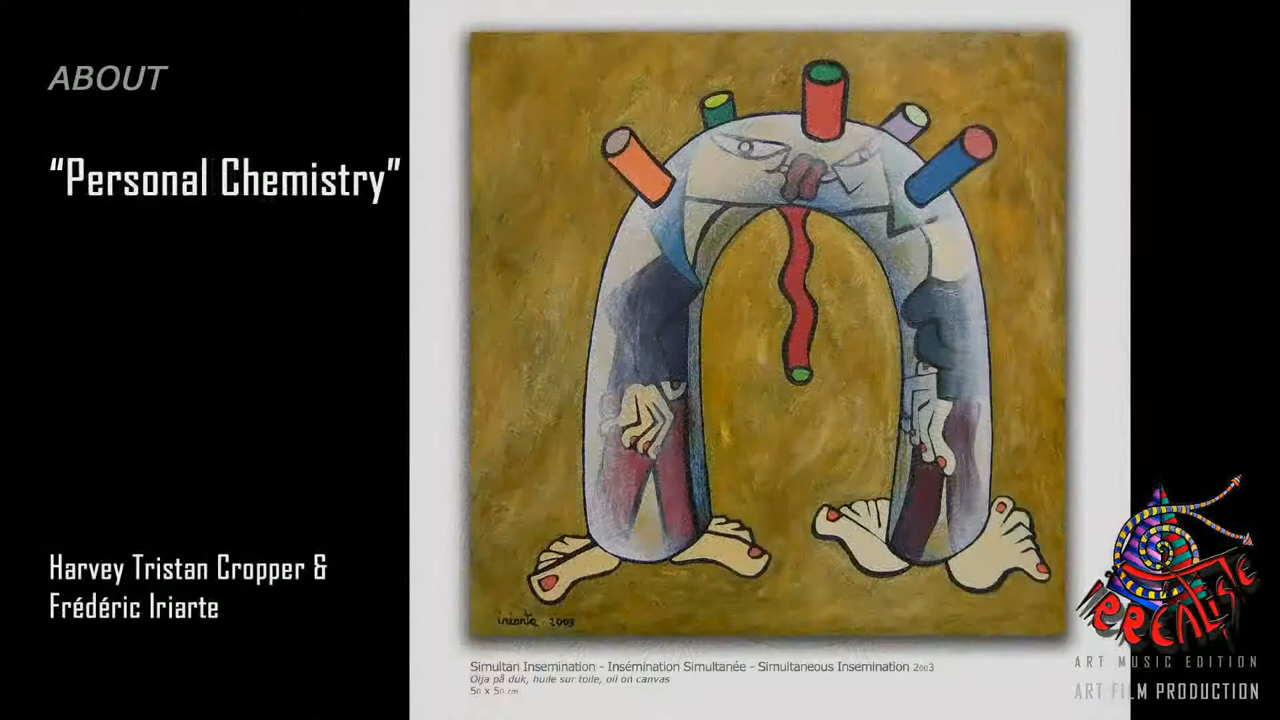 ABOUT
“Personal Chemistry”
Harvey Tristan Cropper &
Frédéric Iriarte
iriarte 2003
Simultan Insemination - Insémination Simultanée - Simultaneous Insemination 2003
Olja på duk, huile sur toile, oil on canvas
50 x 50 cm
ART MUSIC EDITION
ART FILM PRODUCTION